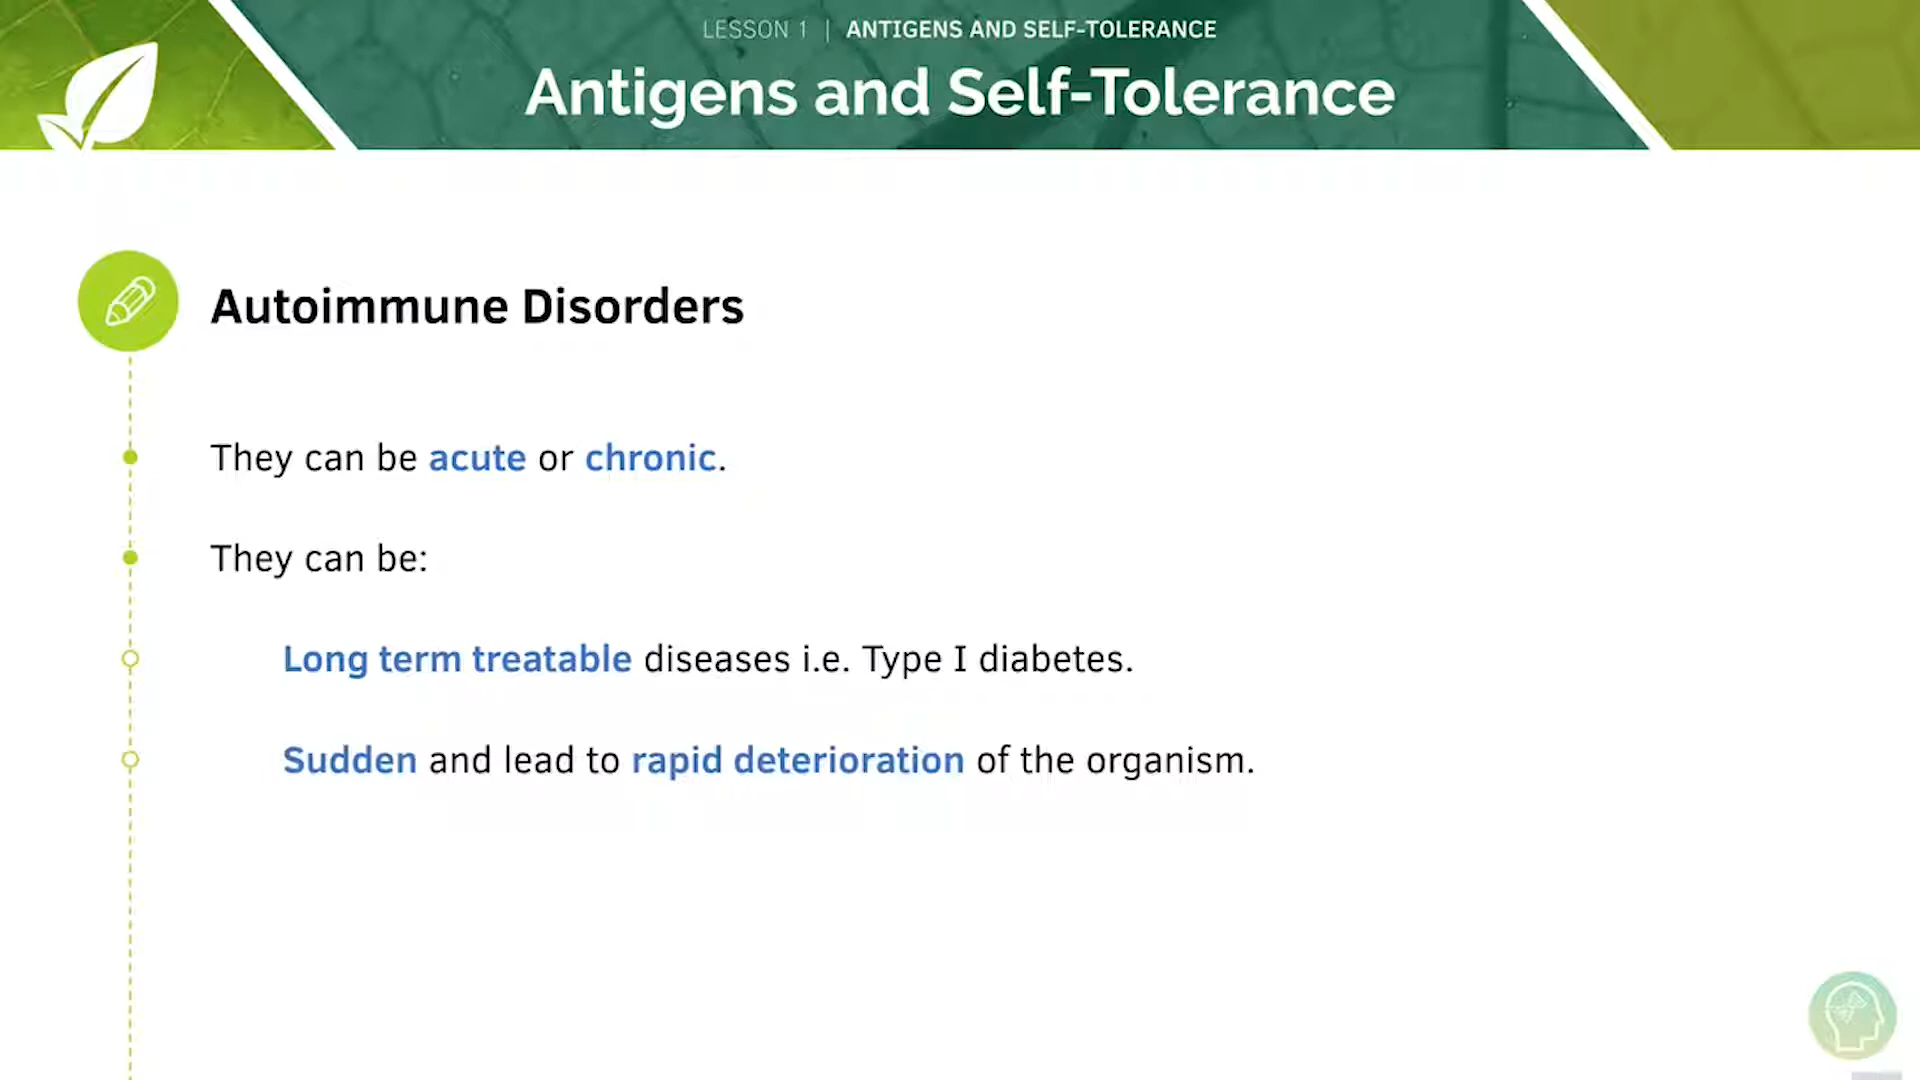 LESSON 1 | ANTIGENS AND SELF-TOLERANCE
Antigens and Self-Tolerance
Autoimmune Disorders
They can be acute or chronic.
They can be:
Long term treatable diseases i.e. Type I diabetes.
Sudden and lead to rapid deterioration of the organism.